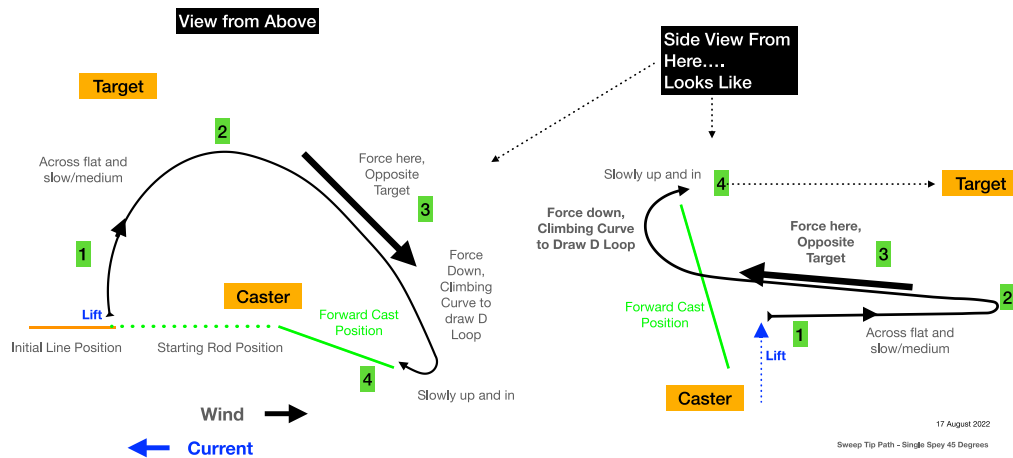 View from Above
Target
2
Across flat and
slow/medium
Force here,
Opposite
Target
3
1
Force
Down,
Climbing
Curve to
draw D
Loop
Caster
Lift
Forward Cast
Position
Initial Line Position
Starting Rod Position
4
Slowly up and in
Wind
Current
Side View From
Here....
Looks Like
Slowly up and in
4
Target
Force down,
Climbing Curve
to Draw D Loop
Force here,
Opposite
Target
3
2
Forward Cast
Position
1
Across flat and
slow/medium
Lift
Caster
17 August 2022
Sweep Tip Path - Single Spey 45 Degrees